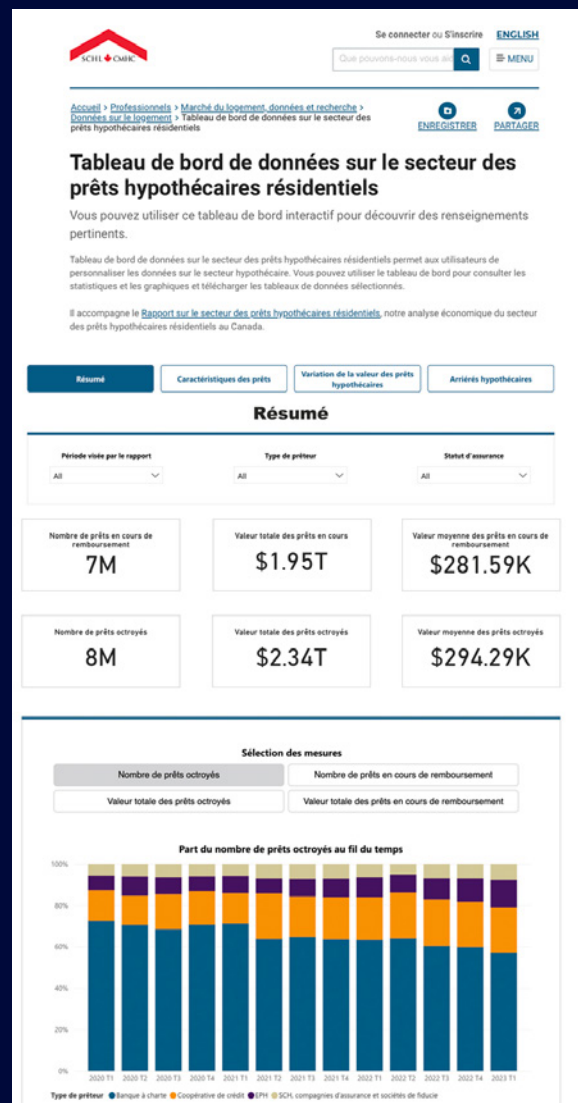 Se connecter ou S'inscrire ENGLISH
SCHL CMHC
Que pouvons-nous vous aid
MENU
Accueil > Professionnels > Marché du logement, données et recherche >
Données sur le logement > Tableau de bord de données sur le secteur des
prêts hypothécaires résidentiels
ENREGISTRER PARTAGER
Tableau de bord de données sur le secteur des
prêts hypothécaires résidentiels
Vous pouvez utiliser ce tableau de bord interactif pour découvrir des renseignements
pertinents.
Tableau de bord de données sur le secteur des prêts hypothécaires résidentiels permet aux utilisateurs de
personnaliser les données sur le secteur hypothécaire. Vous pouvez utiliser le tableau de bord pour consulter les
statistiques et les graphiques et télécharger les tableaux de données sélectionnés.
Il accompagne le Rapport sur le secteur des prêts hypothécaires résidentiels, notre analyse économique du secteur
des prêts hypothécaires résidentiels au Canada.
Résumé
Caractéristiques des prêts
Variation de la valeur des prêts
hypothécaires
Arriérés hypothécaires
Résumé
Période visée par le rapport
All
Type de prêteur
All
Statut d'assurance
All
Nombre de prêts en cours de
remboursement
7M
Valeur totale des prêts en cours
$1.95T
Valeur moyenne des prêts en cours de
remboursement
$281.59K
Nombre de prêts octroyés
8M
Valeur totale des prêts octroyés
$2.34T
Valeur moyenne des prêts octroyés
$294.29K
Sélection des mesures
Nombre de prêts octroyés
Nombre de prêts en cours de remboursement
Valeur totale des prêts octroyés
Valeur totale des prêts en cours de remboursement
Part du nombre de prêts octroyés au fil du temps
100%
80%
60%
40%
20%
0%
2020 T1 2020 T2 2020 T3 2020 T4 2021 T1 2021 T2 2021 T3 2021 T4 2022 T1 2022 T2 2022 T3 2022 T4 2023 T1
Type de prêteur Banque à charte Coopérative de crédit EPH SCH, compagnies d'assurance et sociétés de fiducie